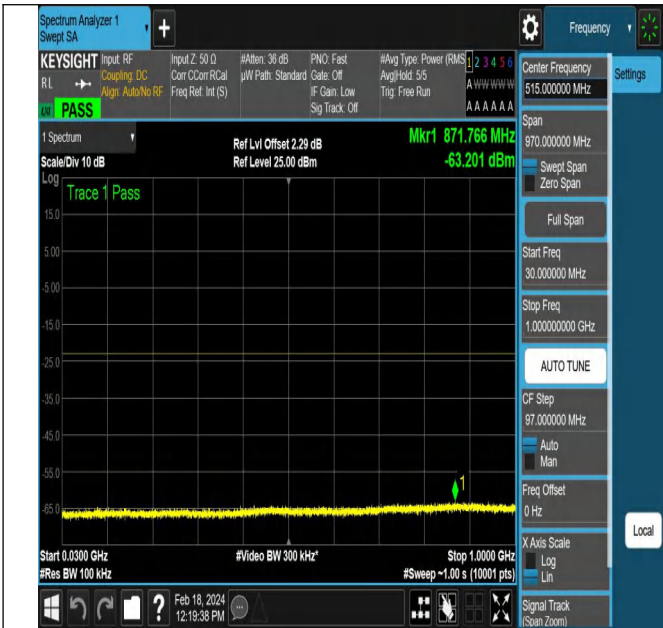 Spectrum Analyzer 1
Swept SA
Frequency
KEYSIGHT
RL
PASS
Input: RF
Coupling: DC
Align: Auto/No RF
Input Z: 50 Ω
Corr CCorr RCal
Freq Ref: Int (S)
#Atten: 36 dB
µW Path: Standard
PNO: Fast
Gate: Off
IF Gain: Low
Sig Track: Off
#Avg Type: Power (RMS
Avg|Hold: 5/5
Trig: Free Run
1 2 3 4 5 6
A W W W W W
A A A A A A
1 Spectrum
Scale/Div 10 dB
Log
Ref Lvl Offset 2.29 dB
Ref Level 25.00 dBm
Mkr1 871.766 MHz
-63.201 dBm
Trace 1 Pass
15.0
5.00
-5.00
-15.0
-25.0
-35.0
-45.0
-55.0
-65.0
1
Start 0.0300 GHz
#Res BW 100 kHz
#Video BW 300 kHz*
Stop 1.0000 GHz
#Sweep ~1.00 s (10001 pts)
Feb 18, 2024
12:19:38 PM
Center Frequency
515.000000 MHz
Span
970.000000 MHz
Swept Span
Zero Span
Full Span
Start Freq
30.000000 MHz
Stop Freq
1.000000000 GHz
AUTO TUNE
CF Step
97.000000 MHz
Auto
Man
Freq Offset
0 Hz
X Axis Scale
Log
Lin
Signal Track
(Span Zoom)
Settings
Local